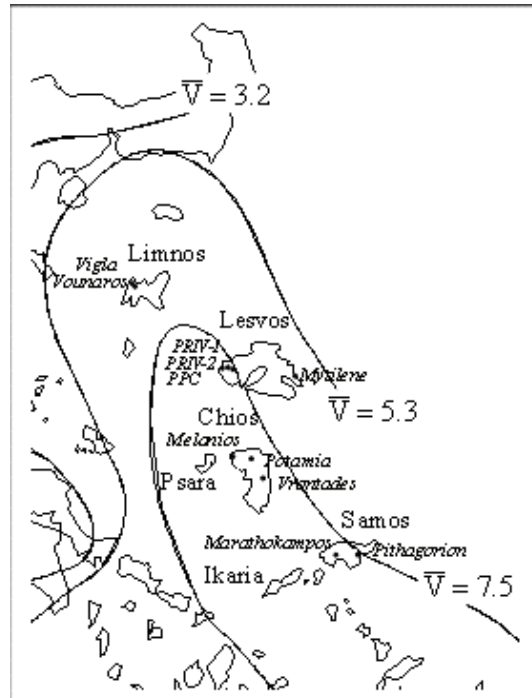 V̅ = 3.2
Limnos
Vigla
Vounaros
Lesvos
PRIV-1
PRIV-2
PPC
Mytilene
V̅ = 5.3
Chios
Melanios
Potamia
Psara
Vrontades
Samos
Marathokampos
Pithagorion
Ikaria
V̅ = 7.5